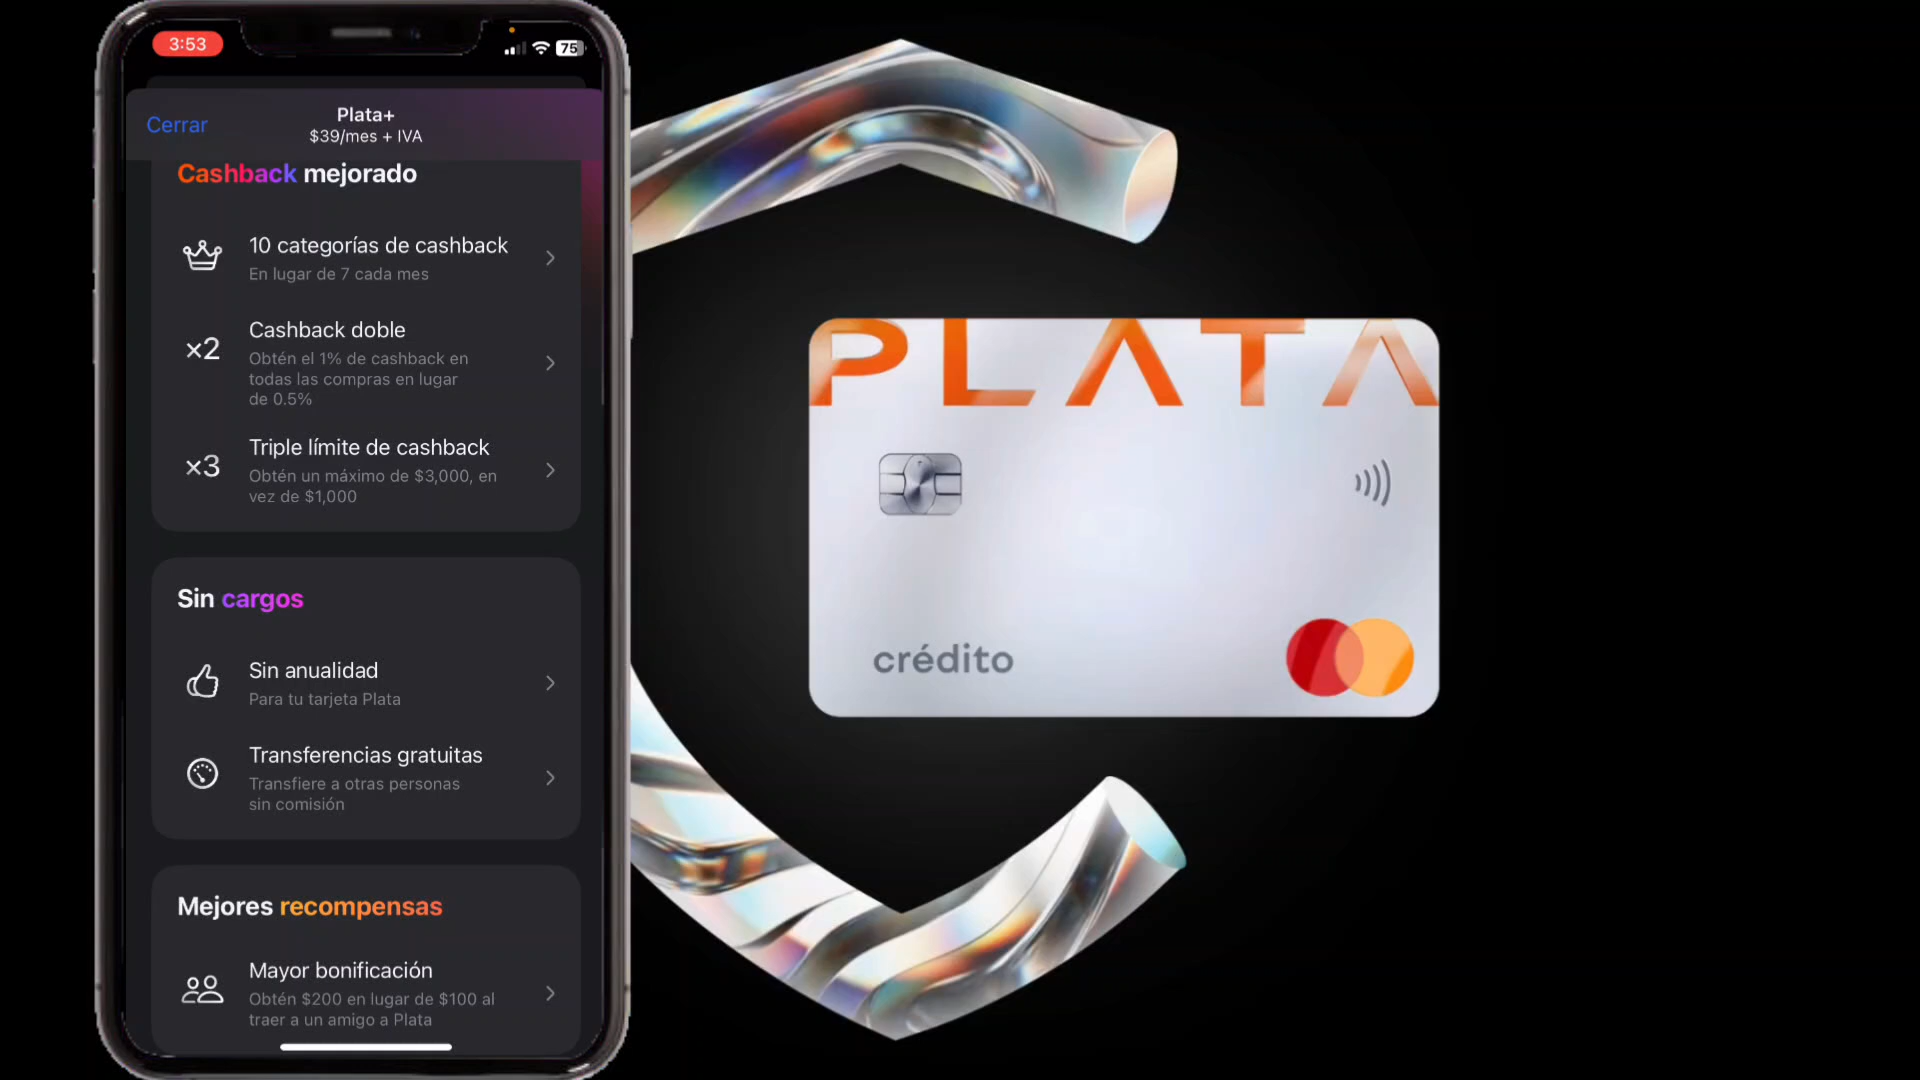 3:53
75
Cerrar
Plata+
$39/mes + IVA
Cashback mejorado
10 categorías de cashback
En lugar de 7 cada mes
×2
Cashback doble
Obtén el 1% de cashback en
todas las compras en lugar
de 0.5%
×3
Triple límite de cashback
Obtén un máximo de $3,000, en
vez de $1,000
Sin cargos
Sin anualidad
Para tu tarjeta Plata
Transferencias gratuitas
Transfiere a otras personas
sin comisión
Mejores recompensas
Mayor bonificación
Obtén $200 en lugar de $100 al
traer a un amigo a Plata
PLATA
crédito